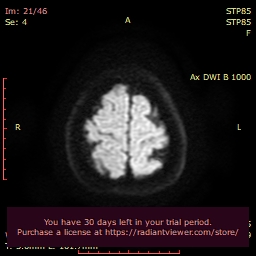 Im: 21/46
STP85
Se: 4
STP85
F
A
Ax DWI B 1000
R
L
You have 30 days left in your trial period.
Purchase a license at https://radiantviewer.com/store/